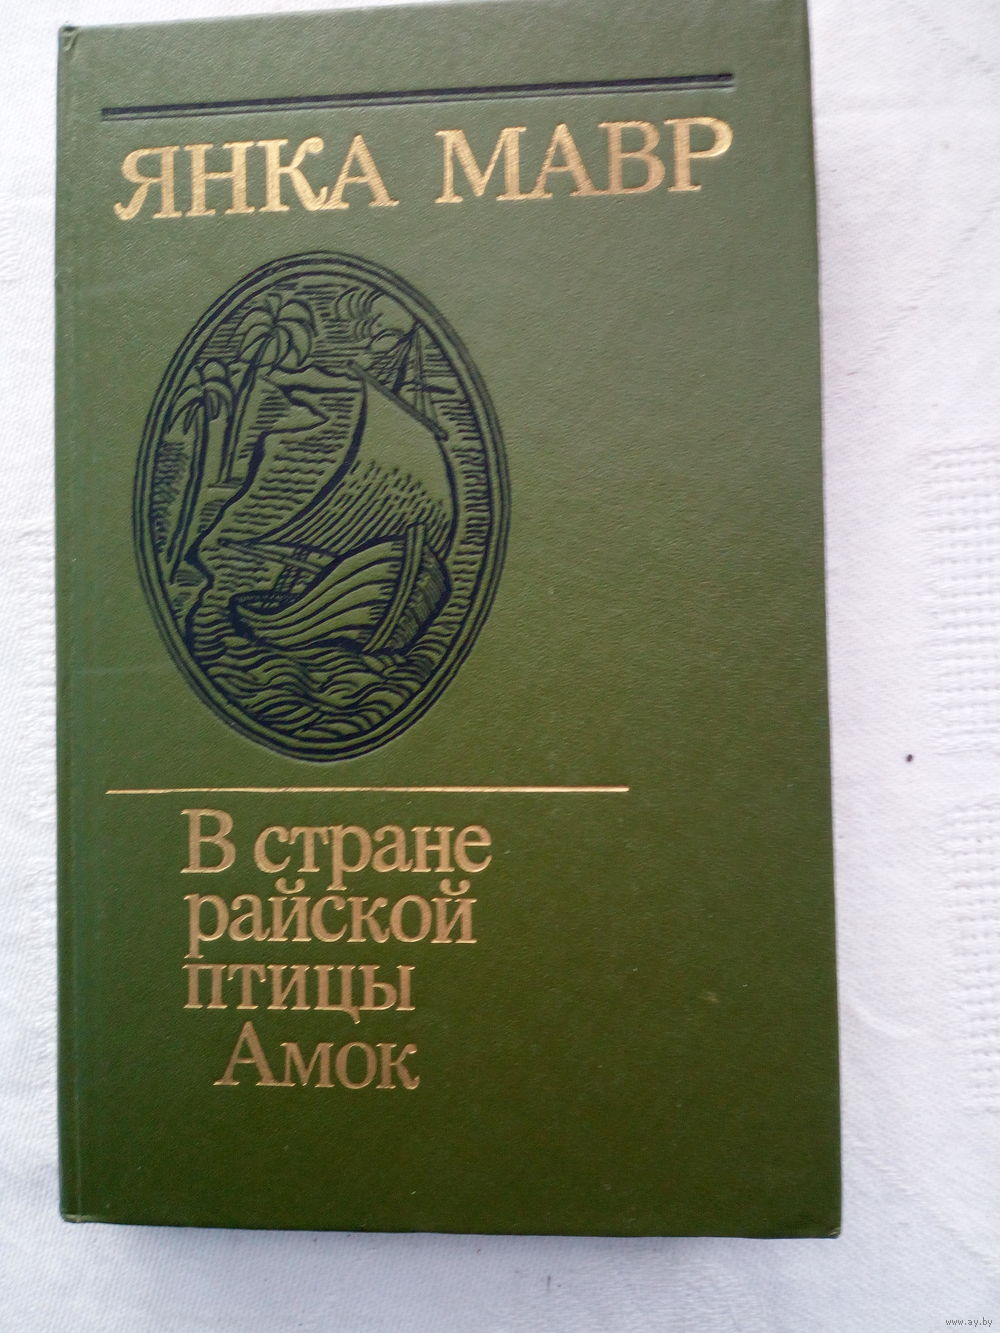 ЯНКА МАВР
В стране
райской
птицы
Амок
www.ay.by